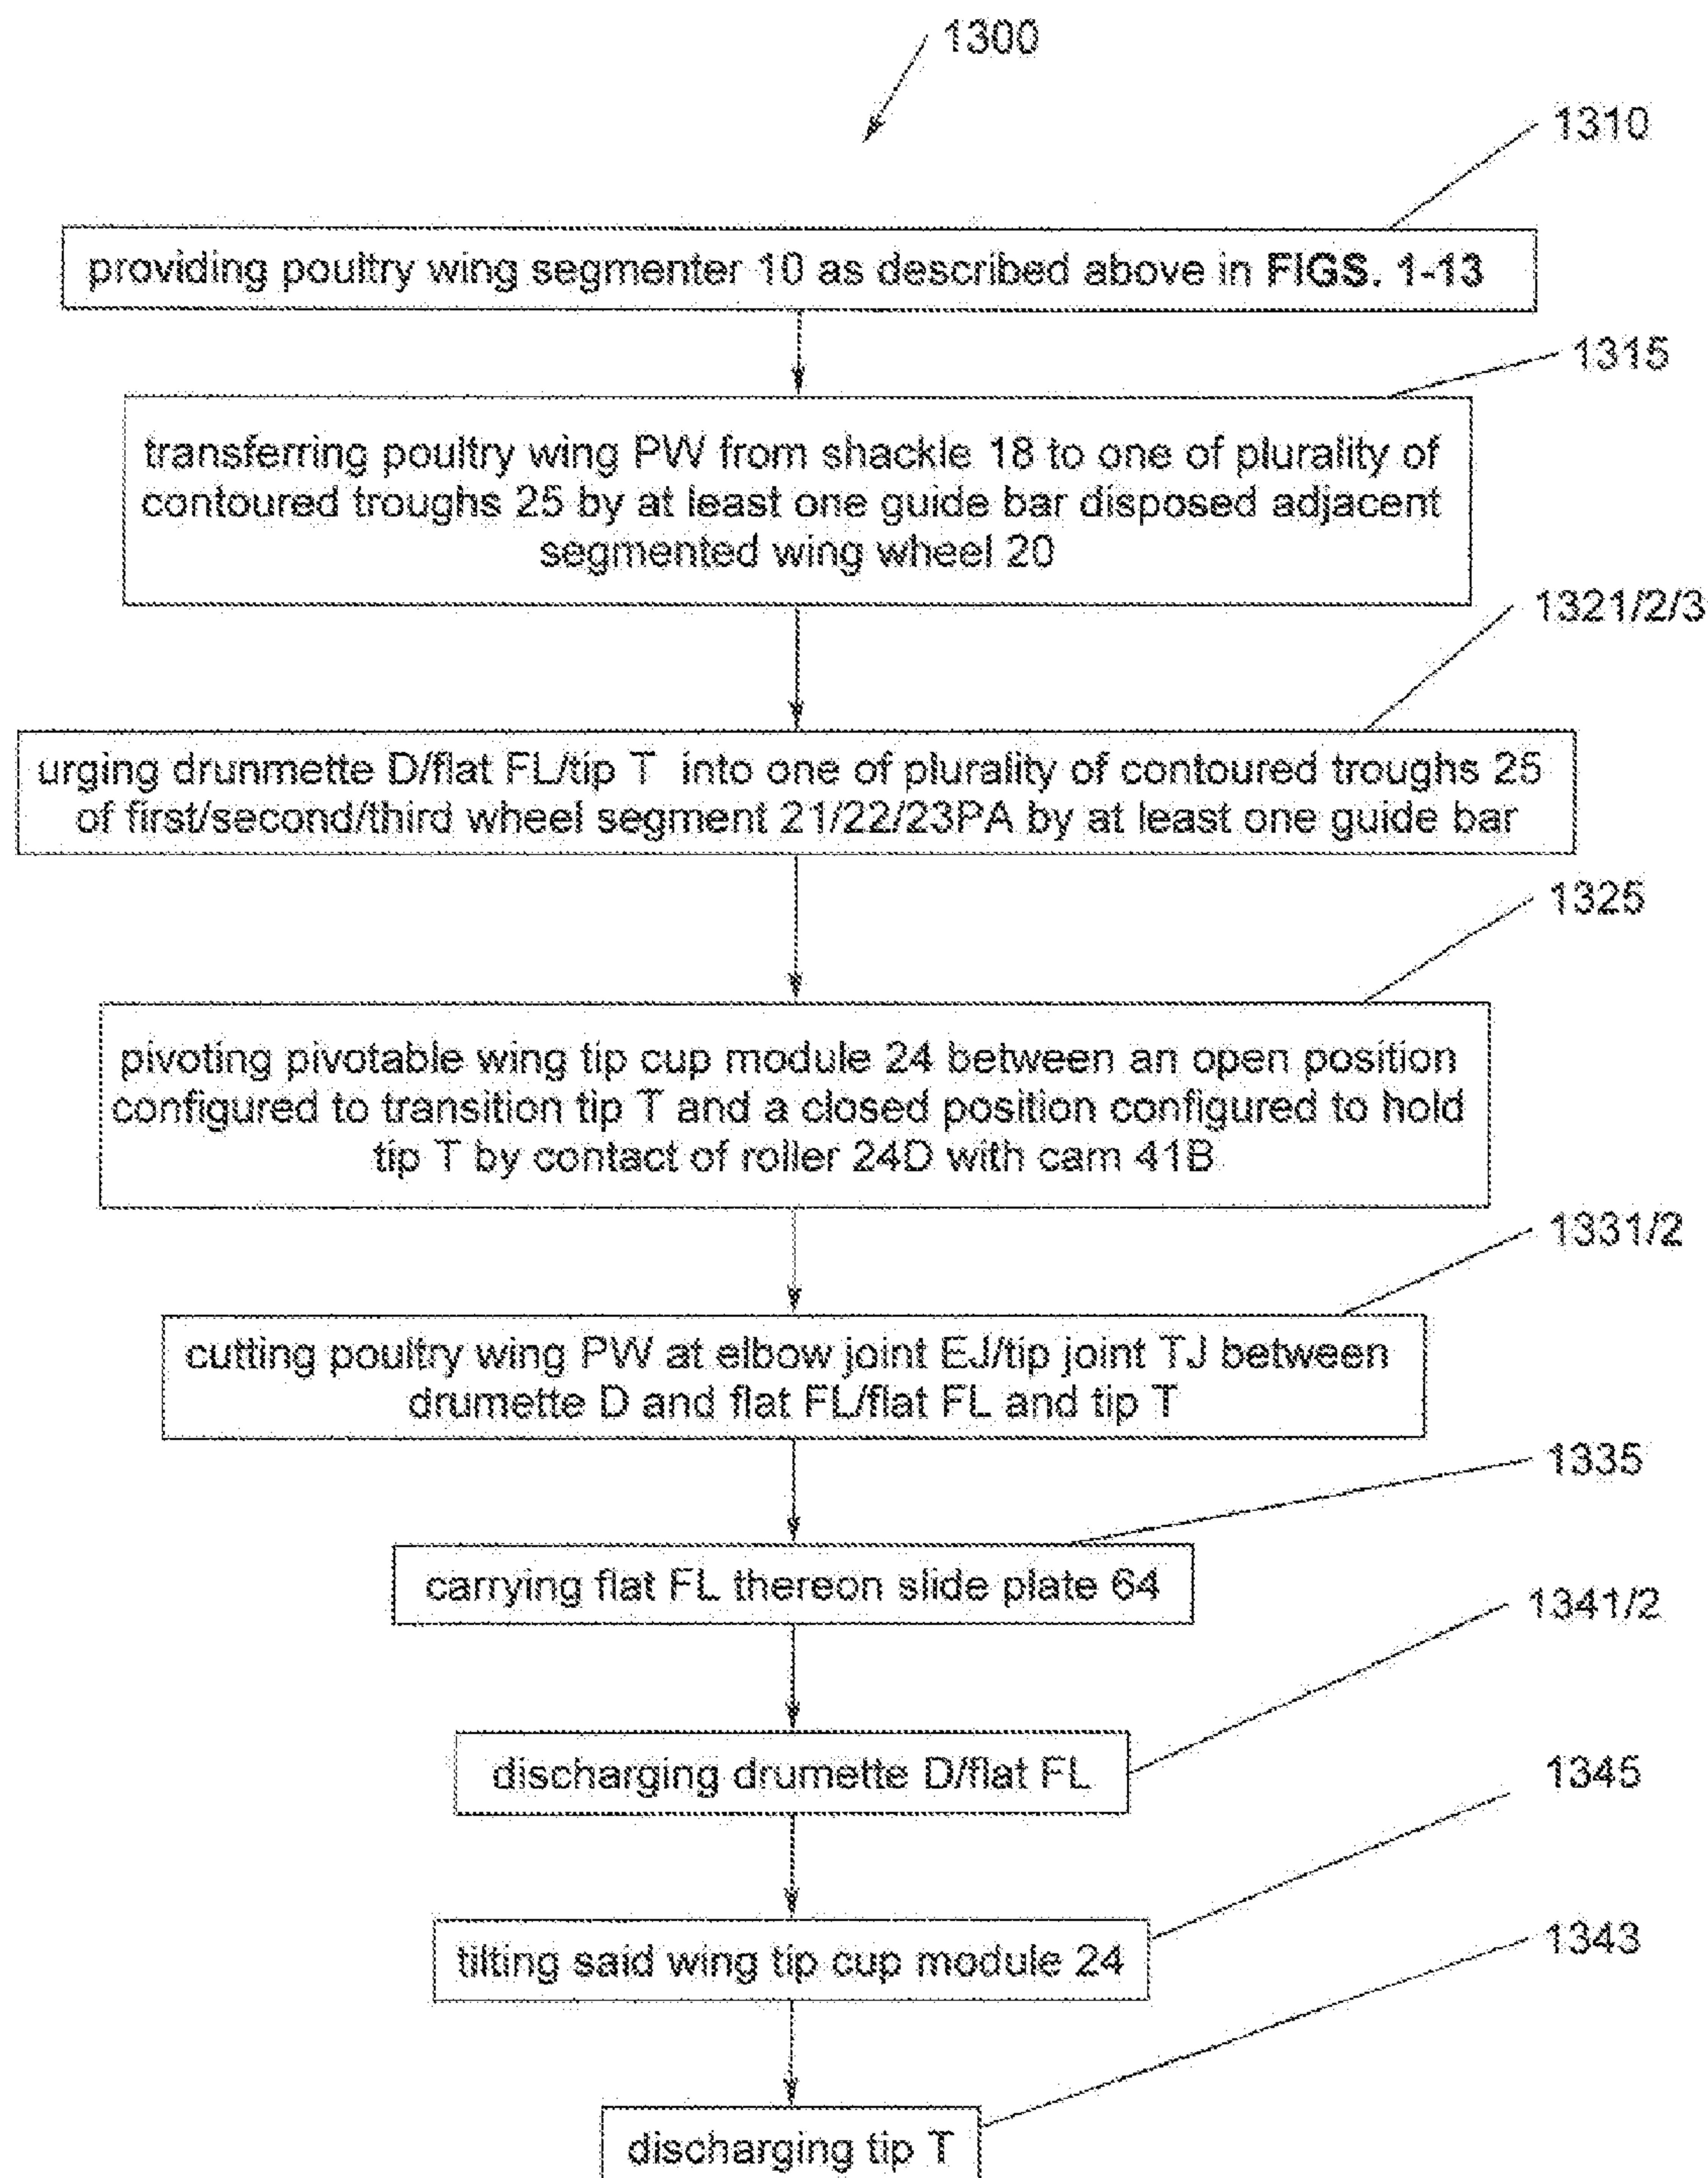 1300
1310
providing poultry wing segmenter 10 as described above in FIGS. 1-13
1315
transferring poultry wing PW from shackle 18 to one of plurality of
contoured troughs 25 by at least one guide bar disposed adjacent
segmented wing wheel 20
1321/2/3
urging drunmette D/flat FL/tip T into one of plurality of contoured troughs 25
of first/second/third wheel segment 21/22/23PA by at least one guide bar
1325
pivoting pivotable wing tip cup module 24 between an open position
configured to transition tip T and a closed position configured to hold
tip T by contact of roller 24D with cam 41B
1331/2
cutting poultry wing PW at elbow joint EJ/tip joint TJ between
drumette D and flat FL/flat FL and tip T
1335
carrying flat FL thereon slide plate 64
1341/2
discharging drumette D/flat FL
1345
tilting said wing tip cup module 24
1343
discharging tip T